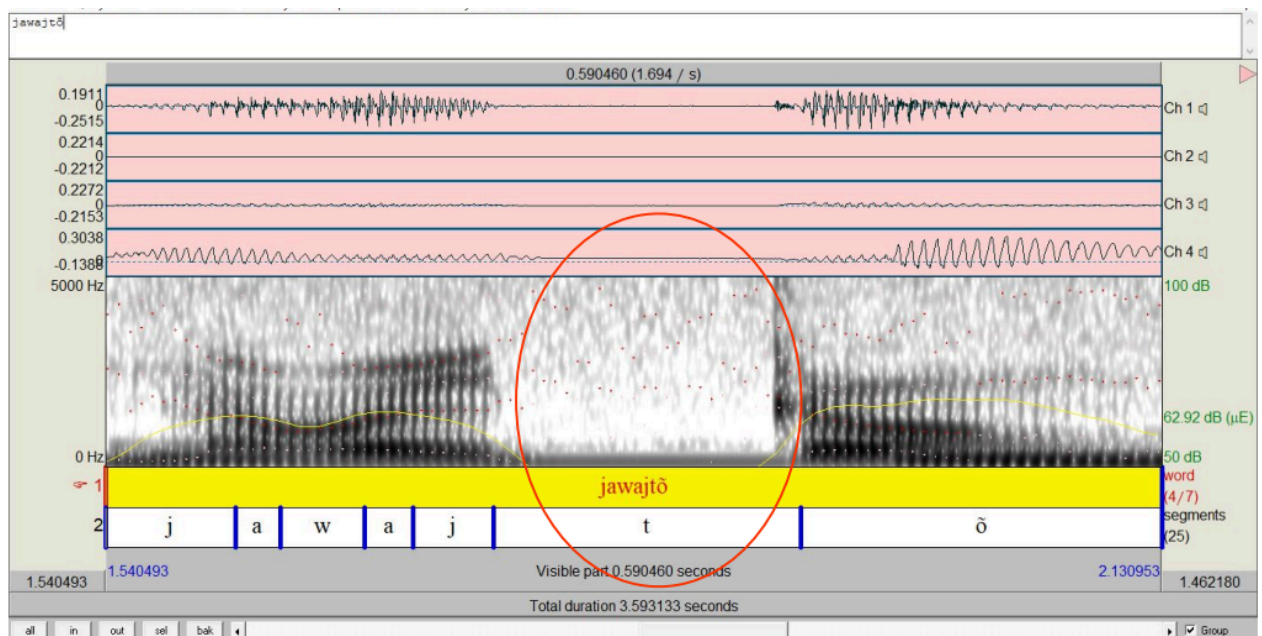 jawajtõ
0.590460 (1.694 / s)
0.1911
0
-0.2515
Ch 1
0.2214
0
-0.2212
Ch 2
0.2272
0
-0.2153
Ch 3
0.3038
0
-0.1388
Ch 4
5000 Hz
100 dB
62.92 dB (µE)
0 Hz
50 dB
1
jawajtõ
word
(4/7)
2
j a w a j t õ
segments
(25)
1.540493
1.540493
Visible part 0.590460 seconds
2.130953
1.462180
Total duration 3.593133 seconds
all in out sel bak
Group